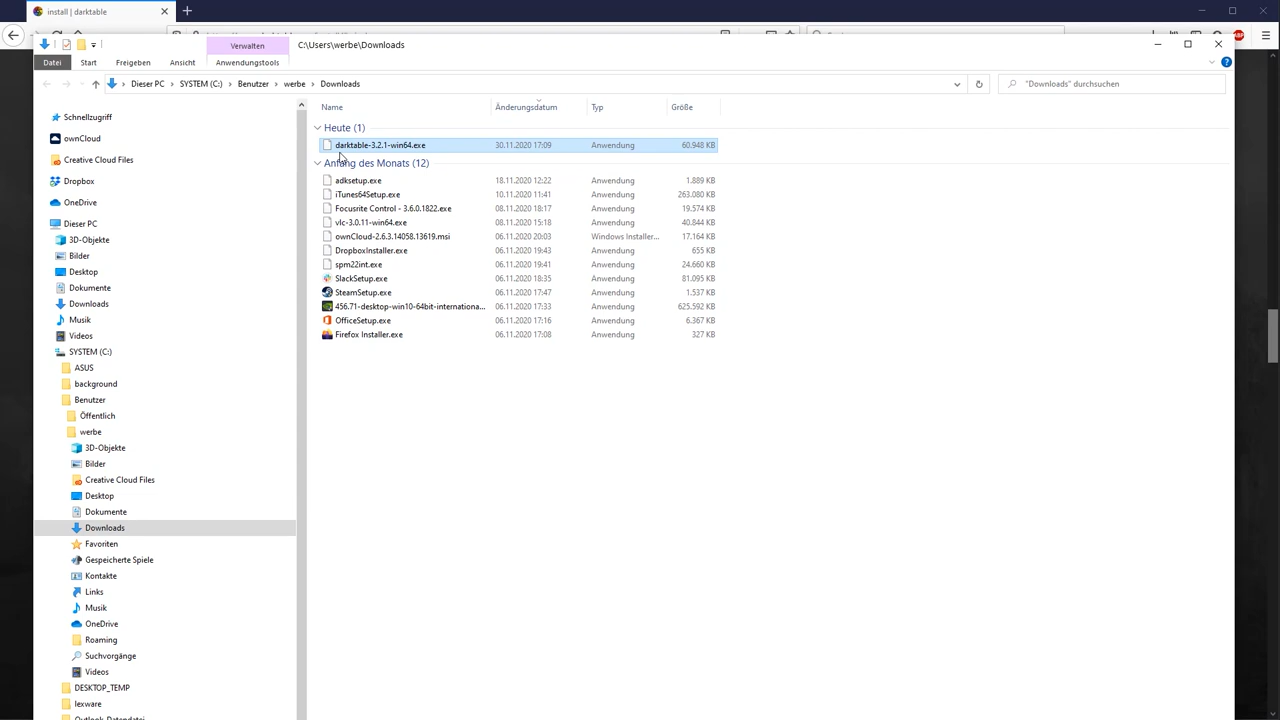 install | darktable
Verwalten
C:\Users\werbe\Downloads
Datei
Start
Freigeben
Ansicht
Anwendungstools
Dieser PC
SYSTEM (C:)
Benutzer
werbe
Downloads
"Downloads" durchsuchen
Schnellzugriff
ownCloud
Creative Cloud Files
Dropbox
OneDrive
Dieser PC
3D-Objekte
Bilder
Desktop
Dokumente
Downloads
Musik
Videos
SYSTEM (C:)
ASUS
background
Benutzer
Öffentlich
werbe
3D-Objekte
Bilder
Creative Cloud Files
Desktop
Dokumente
Downloads
Favoriten
Gespeicherte Spiele
Kontakte
Links
Musik
OneDrive
Roaming
Suchvorgänge
Videos
DESKTOP_TEMP
lexware
Outlook-Datendatei
Name Änderungsdatum Typ Größe
Heute (1)
darktable-3.2.1-win64.exe 30.11.2020 17:09 Anwendung 60.948 KB
Anfang des Monats (12)
adksetup.exe 18.11.2020 12:22 Anwendung 1.889 KB
iTunes64Setup.exe 10.11.2020 11:41 Anwendung 263.080 KB
Focusrite Control - 3.6.0.1822.exe 08.11.2020 18:17 Anwendung 19.574 KB
vlc-3.0.11-win64.exe 08.11.2020 15:18 Anwendung 40.844 KB
ownCloud-2.6.3.14058.13619.msi 06.11.2020 20:03 Windows Installer... 17.164 KB
DropboxInstaller.exe 06.11.2020 19:43 Anwendung 655 KB
spm22int.exe 06.11.2020 19:41 Anwendung 24.660 KB
SlackSetup.exe 06.11.2020 18:35 Anwendung 81.095 KB
SteamSetup.exe 06.11.2020 17:47 Anwendung 1.537 KB
456.71-desktop-win10-64bit-internationa... 06.11.2020 17:33 Anwendung 625.592 KB
OfficeSetup.exe 06.11.2020 17:16 Anwendung 6.367 KB
Firefox Installer.exe 06.11.2020 17:08 Anwendung 327 KB